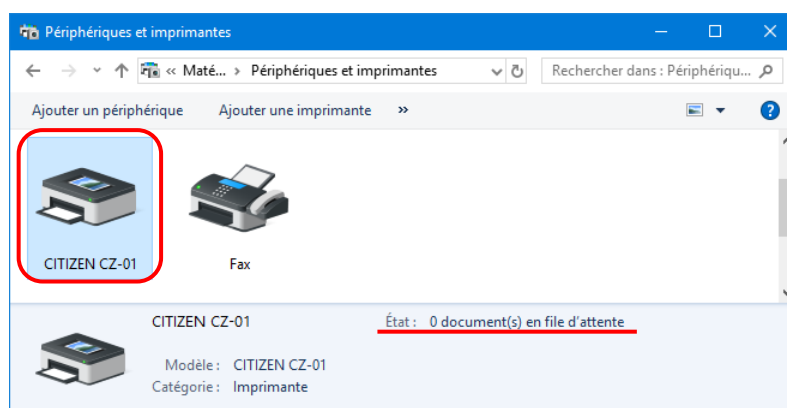 Périphériques et imprimantes
« Maté... › Périphériques et imprimantes
Rechercher dans : Périphériqu...
Ajouter un périphérique Ajouter une imprimante »
?
CITIZEN CZ-01 Fax
CITIZEN CZ-01 État : 0 document(s) en file d'attente
Modèle : CITIZEN CZ-01
Catégorie : Imprimante